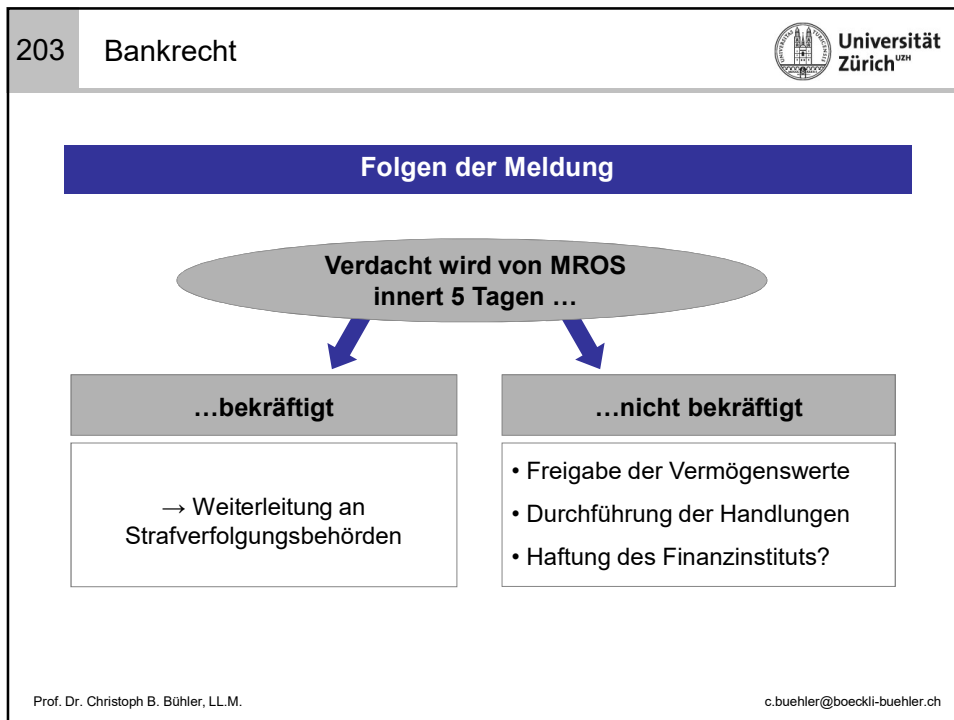 203
Bankrecht
Universität
Zürich UZH
Folgen der Meldung
Verdacht wird von MROS
innert 5 Tagen …
…bekräftigt
→ Weiterleitung an
Strafverfolgungsbehörden
…nicht bekräftigt
• Freigabe der Vermögenswerte
• Durchführung der Handlungen
• Haftung des Finanzinstituts?
Prof. Dr. Christoph B. Bühler, LL.M.
c.buehler@boeckli-buehler.ch